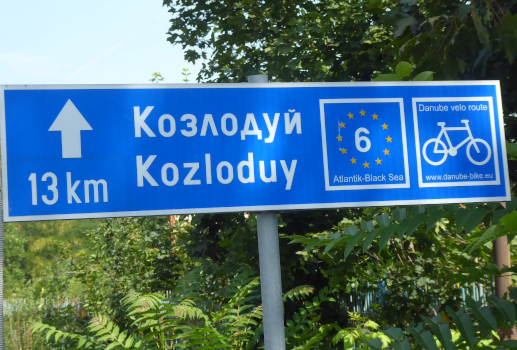 Козлодуй
13 km Kozloduy
6
Atlantik-Black Sea
Danube velo route
www.danube-bike.eu